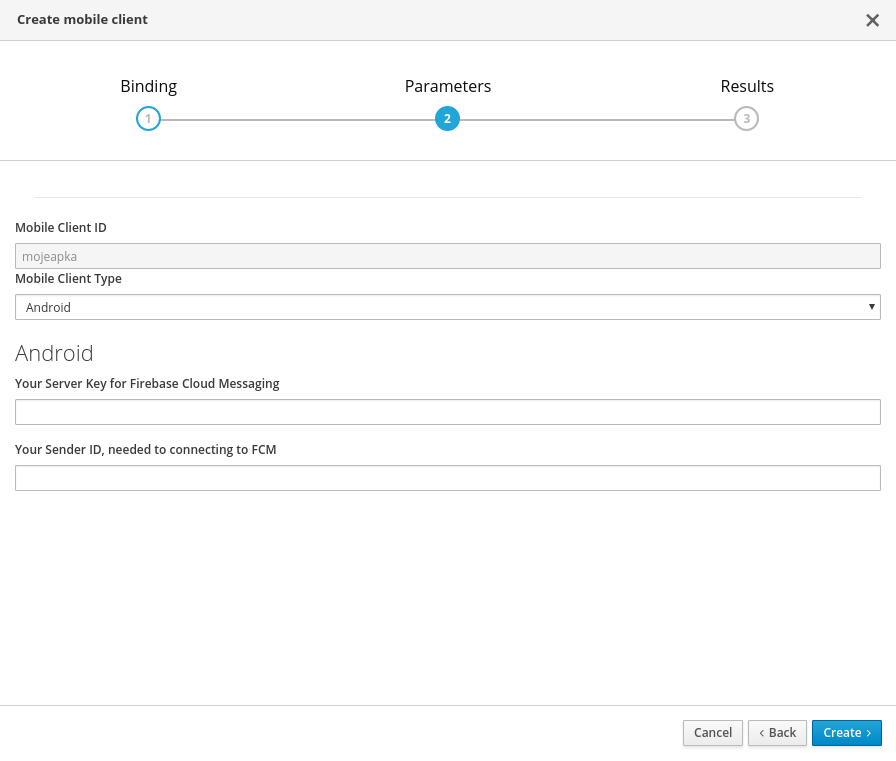 Create mobile client
Binding Parameters Results
1 2 3
Mobile Client ID
mojeapka
Mobile Client Type
Android
Android
Your Server Key for Firebase Cloud Messaging
Your Sender ID, needed to connecting to FCM
Cancel ‹ Back Create ›